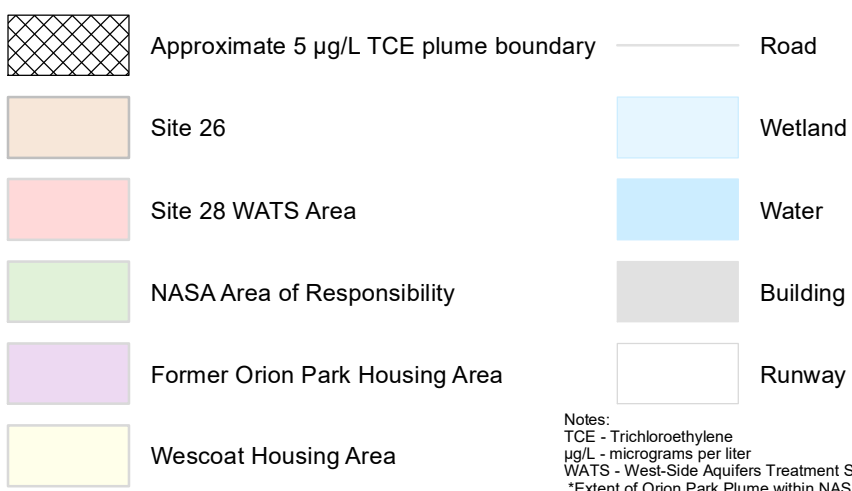 Approximate 5 µg/L TCE plume boundary
Site 26
Site 28 WATS Area
NASA Area of Responsibility
Former Orion Park Housing Area
Wescoat Housing Area
Road
Wetland
Water
Building
Runway
Notes:
TCE - Trichloroethylene
µg/L - micrograms per liter
WATS - West-Side Aquifers Treatment S
*Extent of Orion Park Plume within NAS